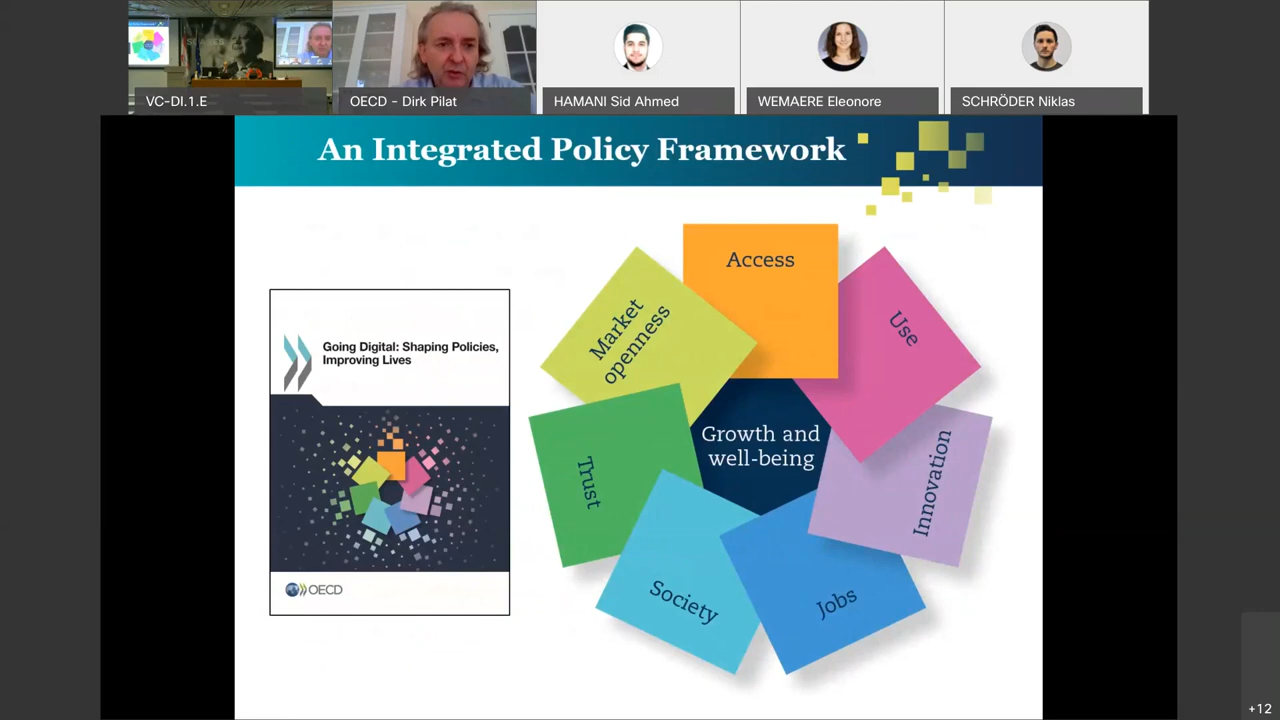 VC-DI.1.E
OECD - Dirk Pilat
HAMANI Sid Ahmed
WEMAERE Eleonore
SCHRÖDER Niklas
An Integrated Policy Framework
Going Digital: Shaping Policies,
Improving Lives
OECD
Access
Use
Innovation
Jobs
Society
Trust
Market
openness
Growth and
well-being
+12